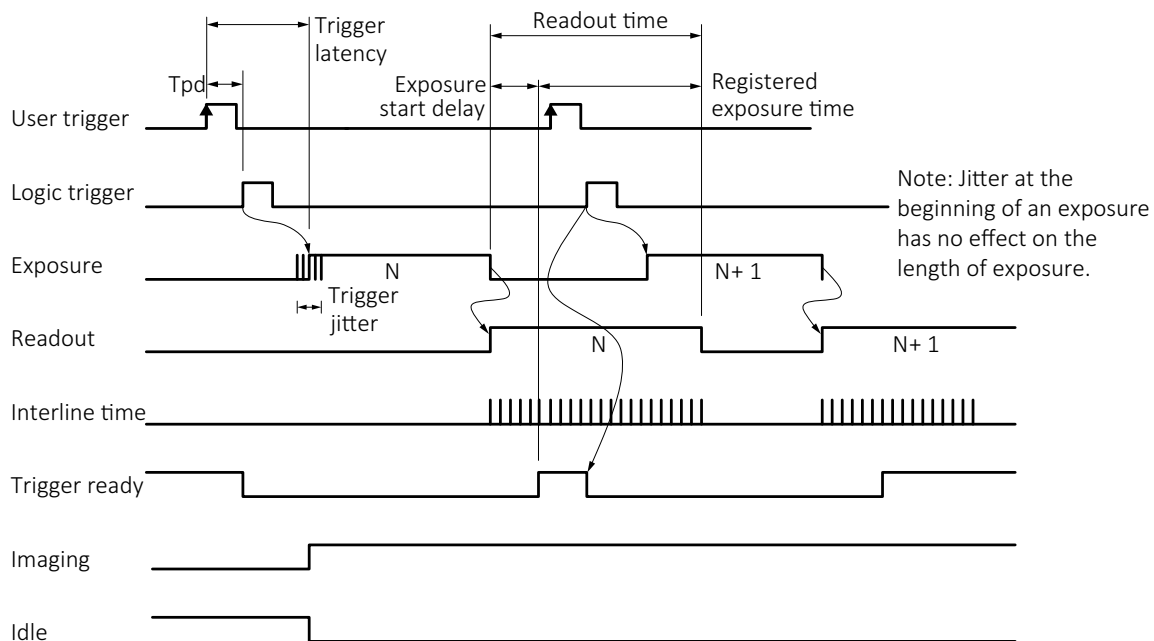 Trigger
latency
Readout time
Tpd
Exposure
start delay
Registered
exposure time
User trigger
Logic trigger
Note: Jitter at the
beginning of an exposure
has no effect on the
length of exposure.
Exposure
N
N+ 1
Trigger
jitter
Readout
N
N+ 1
Interline time
Trigger ready
Imaging
Idle